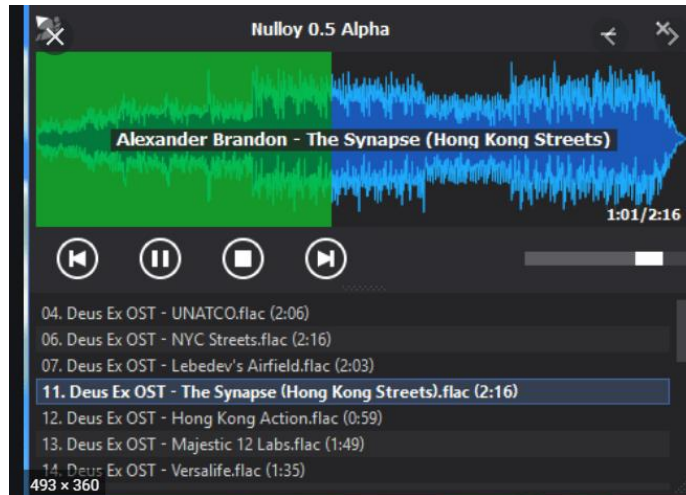 Nulloy 0.5 Alpha
Alexander Brandon - The Synapse (Hong Kong Streets)
1:01/2:16
04. Deus Ex OST - UNATCO.flac (2:06)
06. Deus Ex OST - NYC Streets.flac (2:16)
07. Deus Ex OST - Lebedev's Airfield.flac (2:03)
11. Deus Ex OST - The Synapse (Hong Kong Streets).flac (2:16)
12. Deus Ex OST - Hong Kong Action.flac (0:59)
13. Deus Ex OST - Majestic 12 Labs.flac (1:49)
14. Deus Ex OST - Versalife.flac (1:35)
493 × 360